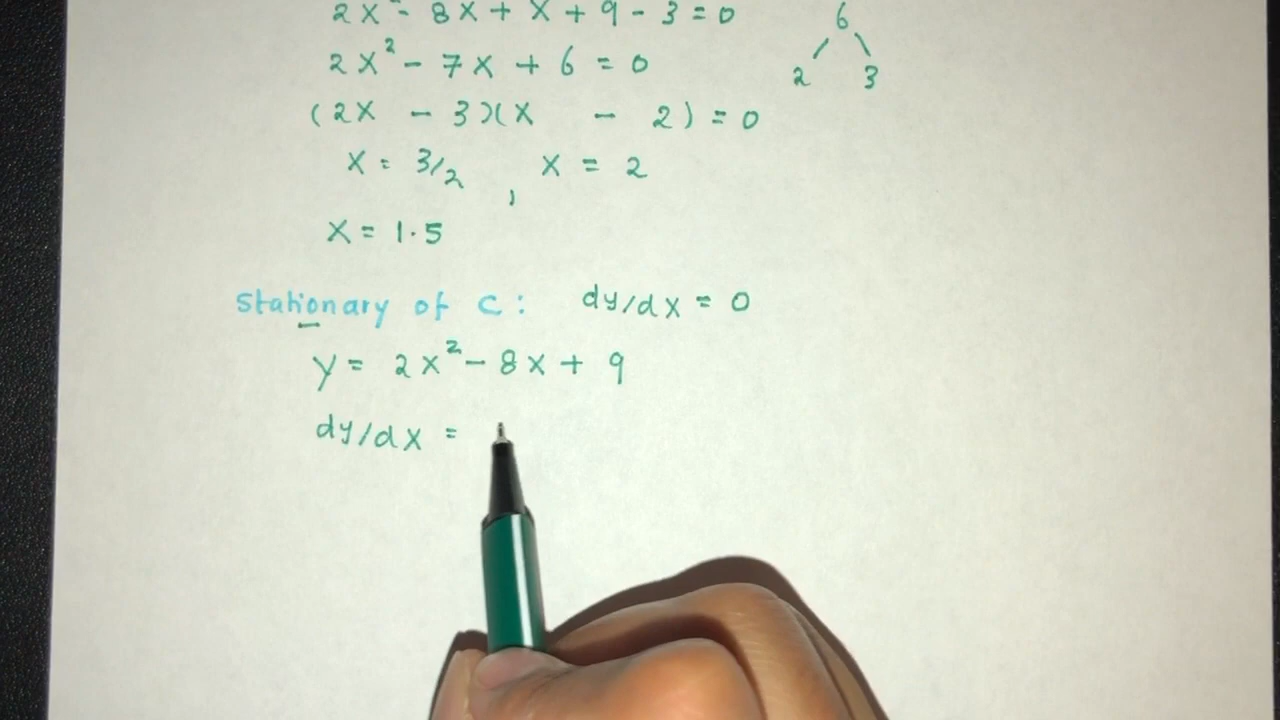 2x² - 8x + x + 9 - 3 = 0
6
2x² - 7x + 6 = 0
2 3
(2x - 3)(x - 2) = 0
x = 3/2 , x = 2
x = 1.5
Stationary of C: dy/dx = 0
y = 2x² - 8x + 9
dy/dx =